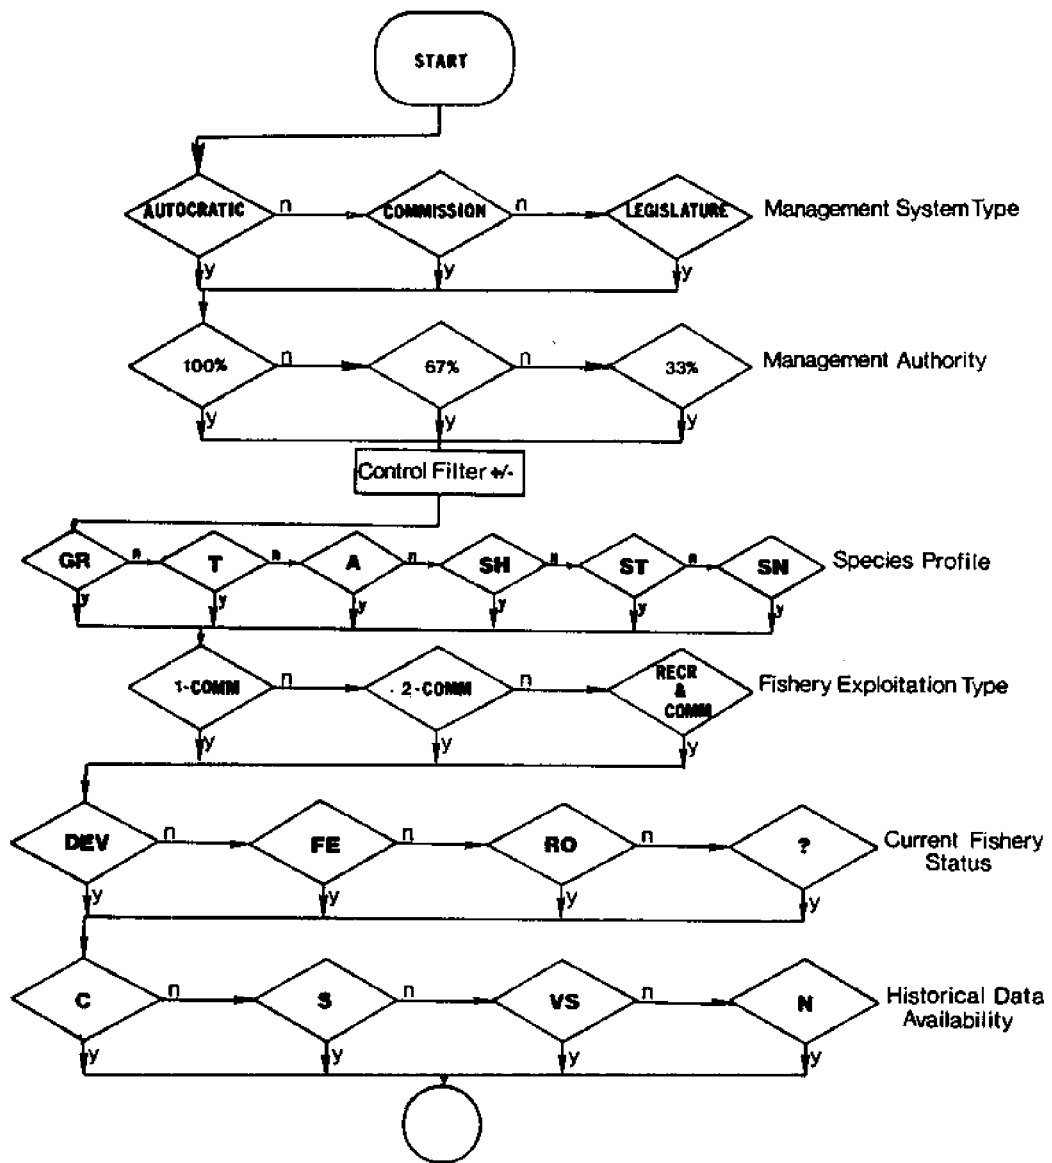 START
AUTOCRATIC n COMMISSION n LEGISLATURE Management System Type
y y y
100% n 67% n 33% Management Authority
y y y
Control Filter +/-
GR n T n A n SH n ST n SN Species Profile
y y y y y y
1-COMM n 2-COMM n RECR & COMM Fishery Exploitation Type
y y y
DEV n FE n RO n ? Current Fishery
Status
y y y y
C n S n VS n N Historical Data
Availability
y y y y